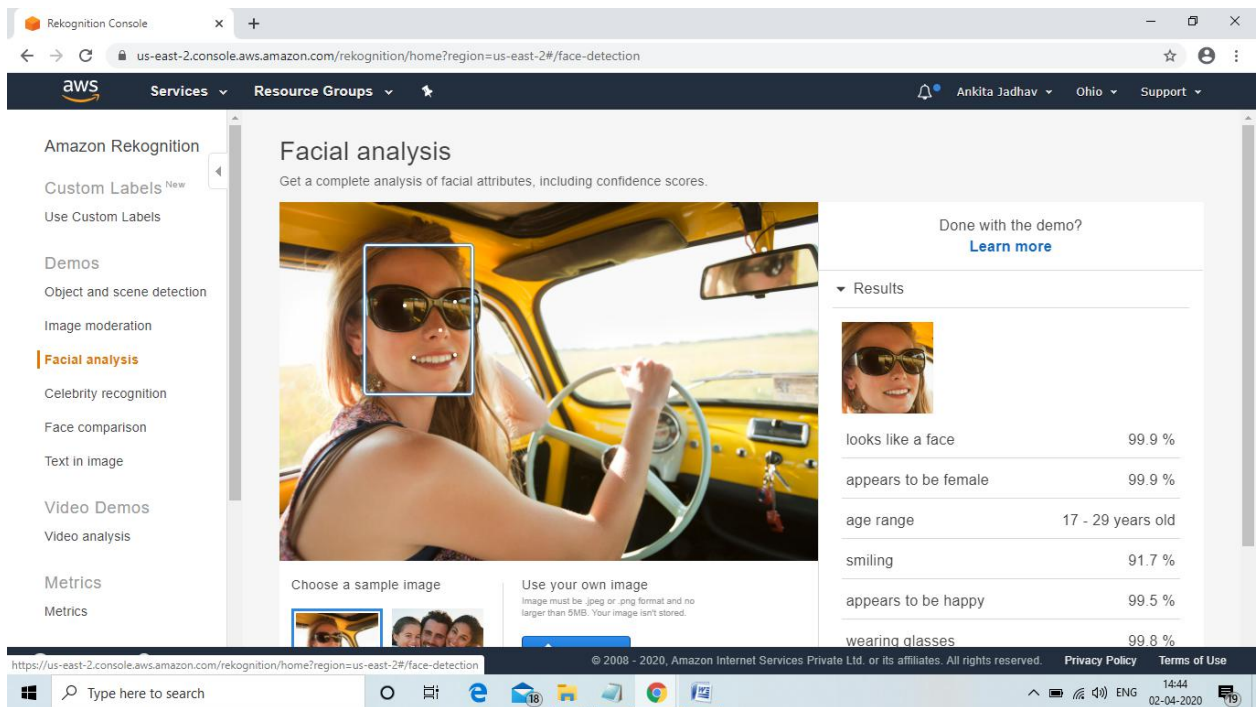 Rekognition Console
us-east-2.console.aws.amazon.com/rekognition/home?region=us-east-2#/face-detection
aws Services Resource Groups Ankita Jadhav Ohio Support
Amazon Rekognition
Custom Labels New
Use Custom Labels
Demos
Object and scene detection
Image moderation
Facial analysis
Celebrity recognition
Face comparison
Text in image
Video Demos
Video analysis
Metrics
Metrics
Facial analysis
Get a complete analysis of facial attributes, including confidence scores.
Choose a sample image
Use your own image
Image must be .jpeg or .png format and no
larger than 5MB. Your image isn't stored.
Done with the demo?
Learn more
Results
looks like a face 99.9 %
appears to be female 99.9 %
age range 17 - 29 years old
smiling 91.7 %
appears to be happy 99.5 %
wearing glasses 99.8 %
https://us-east-2.console.aws.amazon.com/rekognition/home?region=us-east-2#/face-detection
© 2008 - 2020, Amazon Internet Services Private Ltd. or its affiliates. All rights reserved. Privacy Policy Terms of Use
Type here to search
18
ENG
14:44
02-04-2020
19